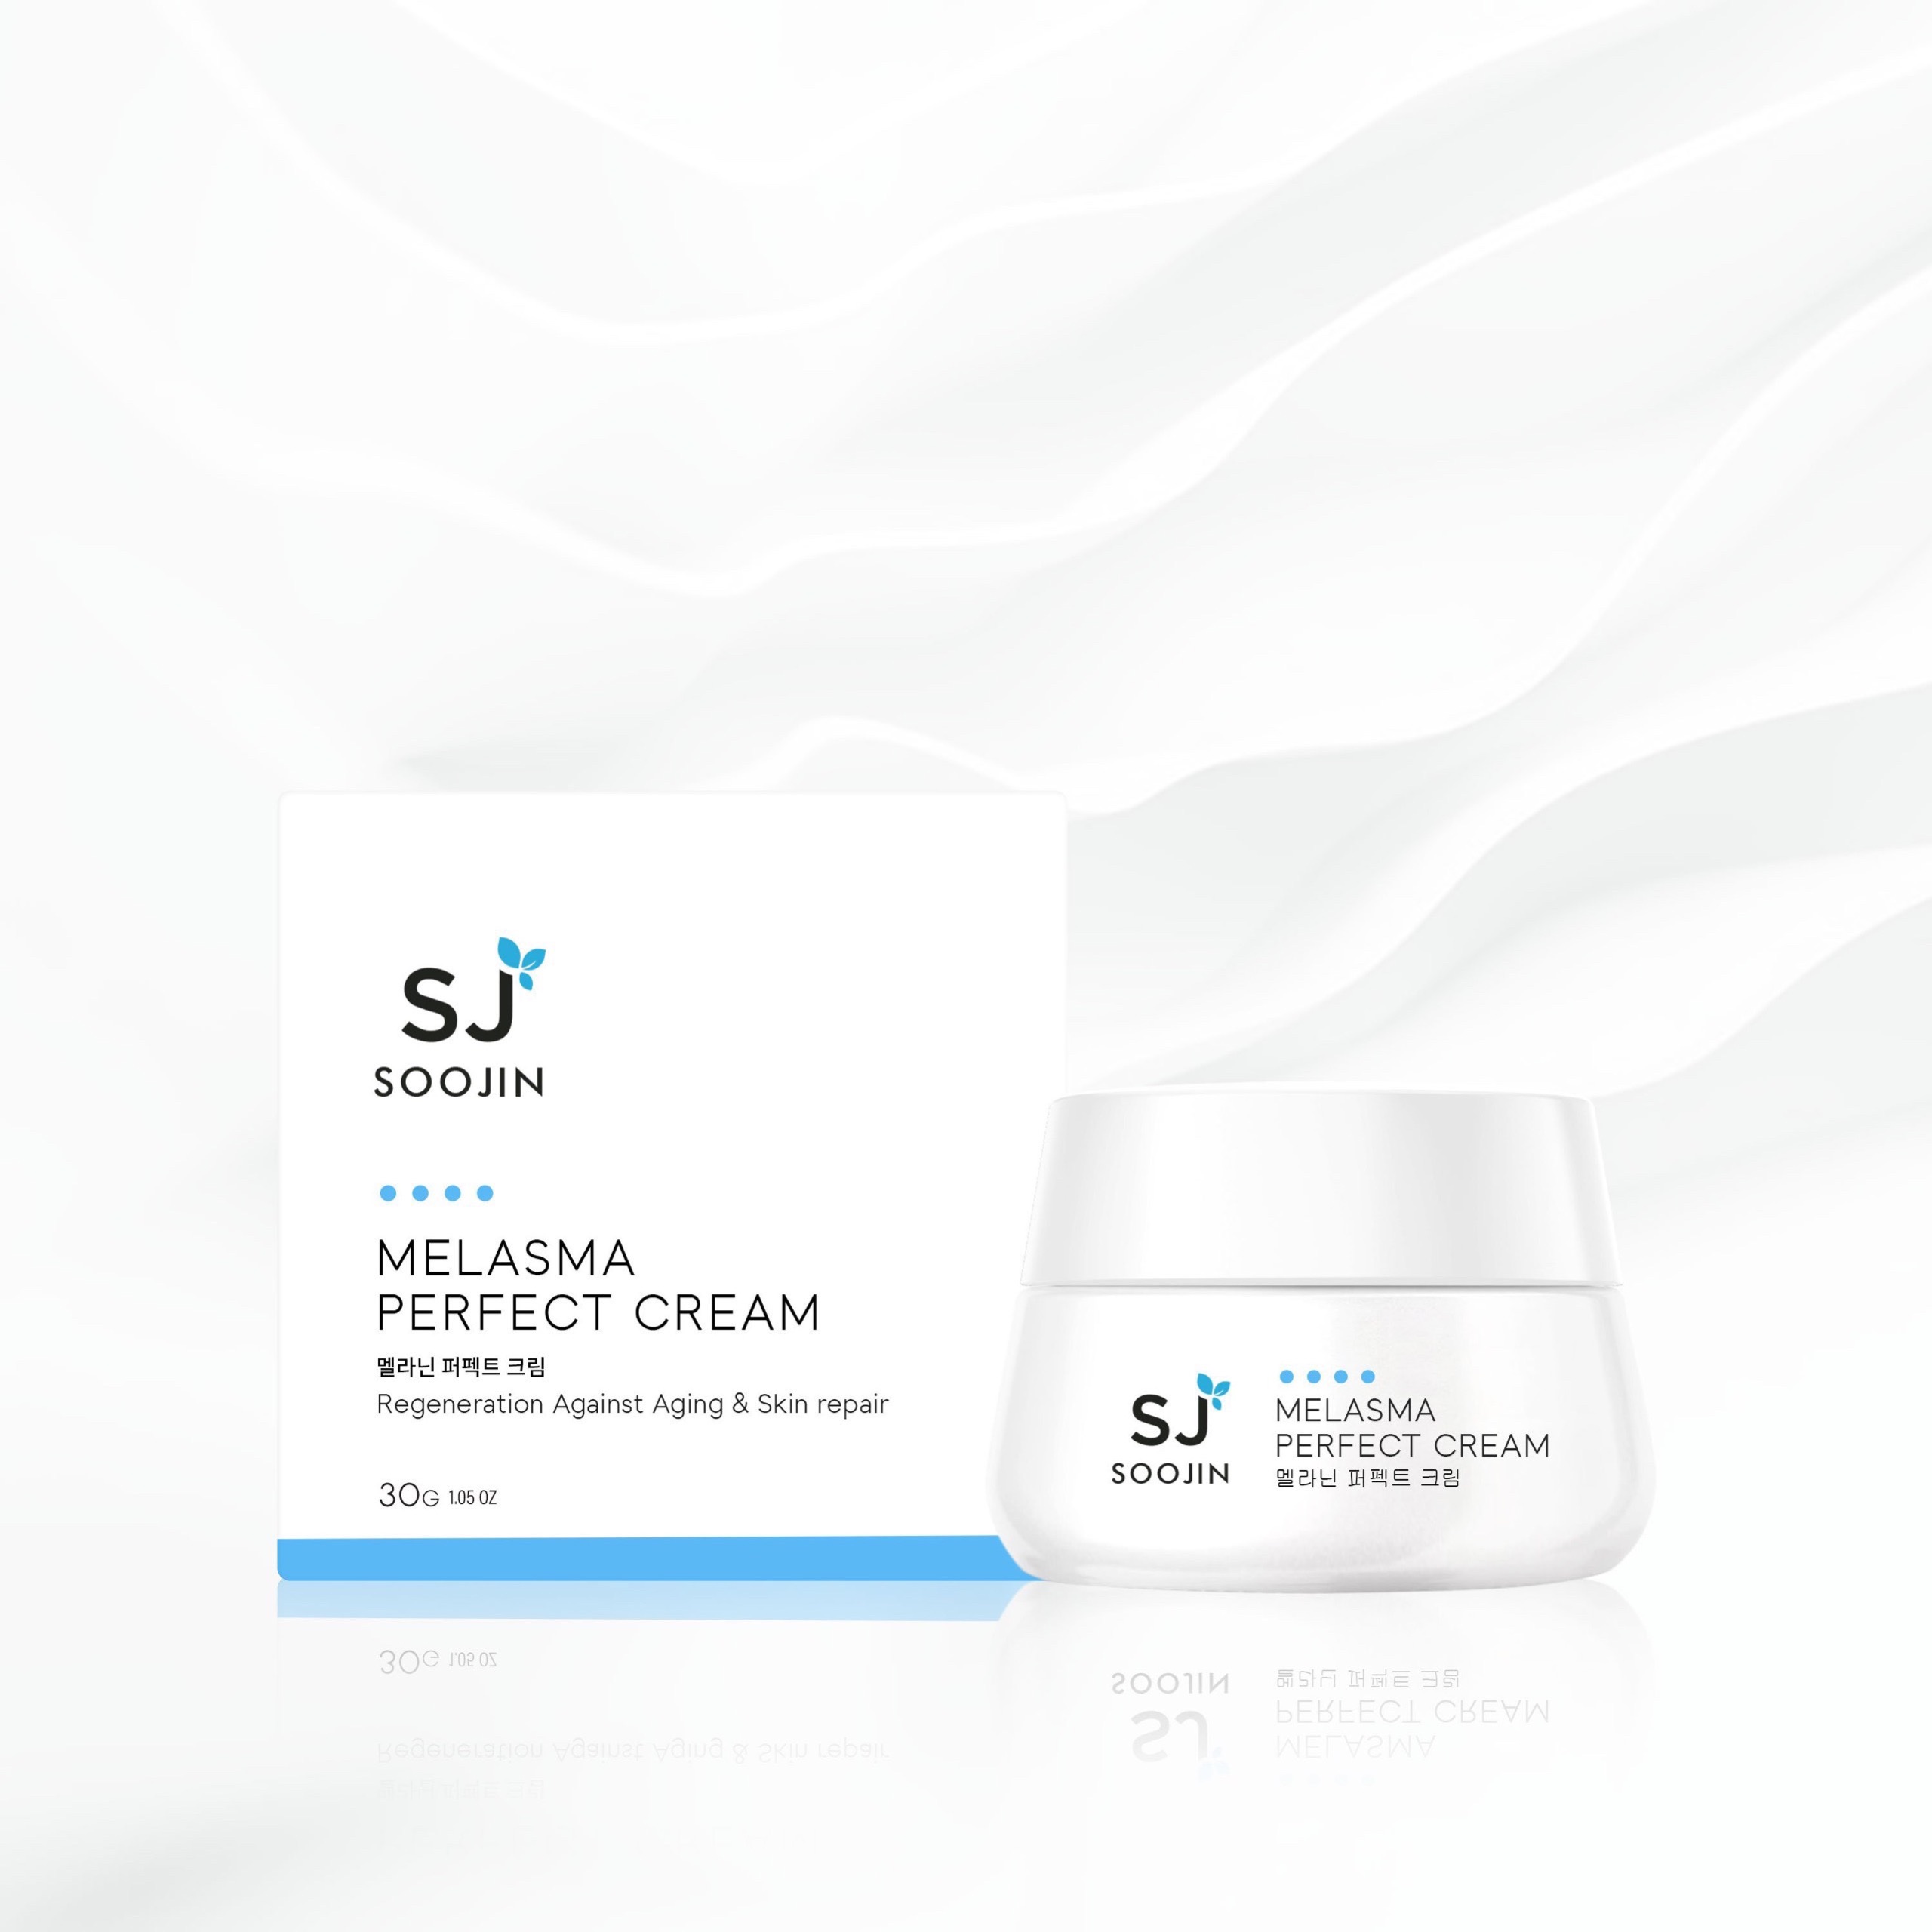 SJ
SOOJIN
MELASMA
PERFECT CREAM
멜라닌 퍼펙트 크림
Regeneration Against Aging & Skin repair
30G 1.05 OZ
SJ
SOOJIN
MELASMA
PERFECT CREAM
멜라닌 퍼펙트 크림